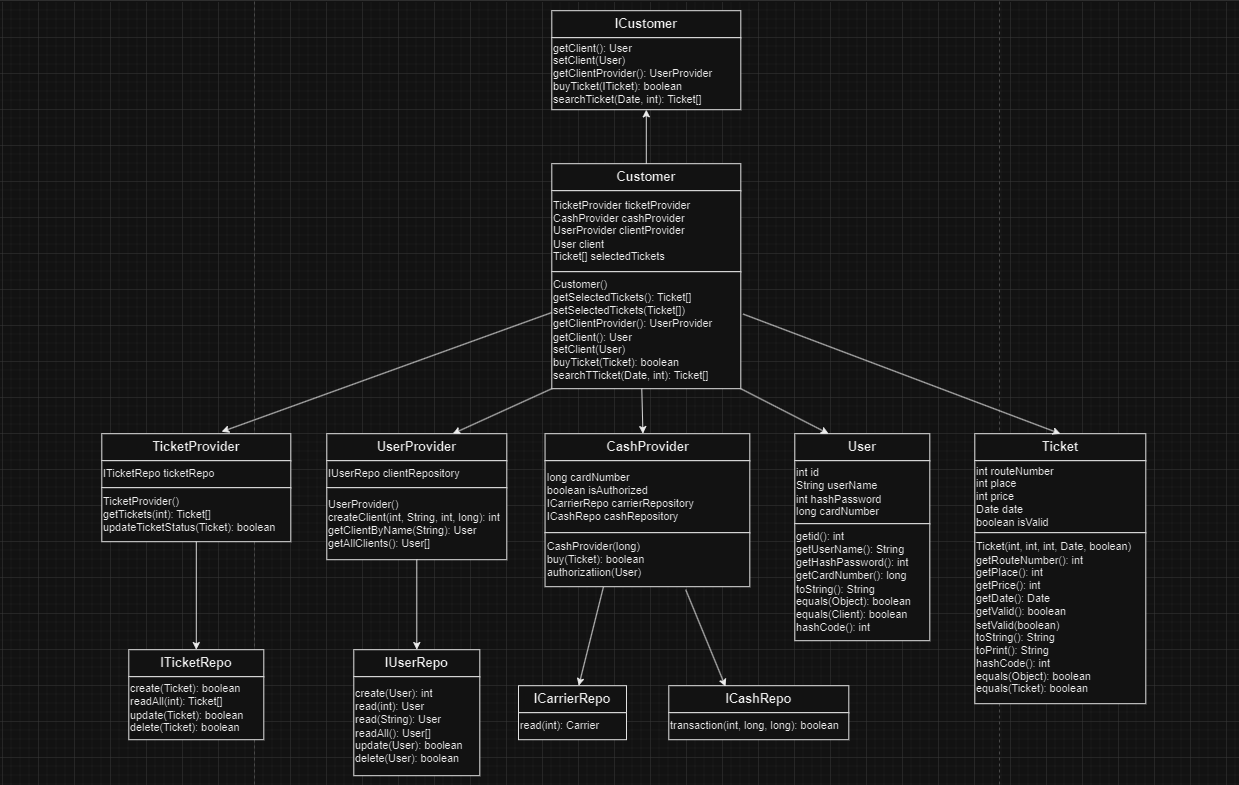 ICustomer
getClient(): User
setClient(User)
getClientProvider(): UserProvider
buyTicket(ITicket): boolean
searchTicket(Date, int): Ticket[]
Customer
TicketProvider ticketProvider
CashProvider cashProvider
UserProvider clientProvider
User client
Ticket[] selectedTickets
Customer()
getSelectedTickets(): Ticket[]
setSelectedTickets(Ticket[])
getClientProvider(): UserProvider
getClient(): User
setClient(User)
buyTicket(Ticket): boolean
searchTTicket(Date, int): Ticket[]
TicketProvider
ITicketRepo ticketRepo
TicketProvider()
getTickets(int): Ticket[]
updateTicketStatus(Ticket): boolean
UserProvider
IUserRepo clientRepository
UserProvider()
createClient(int, String, int, long): int
getClientByName(String): User
getAllClients(): User[]
CashProvider
long cardNumber
boolean isAuthorized
ICarrierRepo carrierRepository
ICashRepo cashRepository
CashProvider(long)
buy(Ticket): boolean
authorizatiion(User)
User
int id
String userName
int hashPassword
long cardNumber
getid(): int
getUserName(): String
getHashPassword(): int
getCardNumber(): long
toString(): String
equals(Object): boolean
equals(Client): boolean
hashCode(): int
Ticket
int routeNumber
int place
int price
Date date
boolean isValid
Ticket(int, int, int, Date, boolean)
getRouteNumber(): int
getPlace(): int
getPrice(): int
getDate(): Date
getValid(): boolean
setValid(boolean)
toString(): String
toPrint(): String
hashCode(): int
equals(Object): boolean
equals(Ticket): boolean
ITicketRepo
create(Ticket): boolean
readAll(int): Ticket[]
update(Ticket): boolean
delete(Ticket): boolean
IUserRepo
create(User): int
read(int): User
read(String): User
readAll(): User[]
update(User): boolean
delete(User): boolean
ICarrierRepo
read(int): Carrier
ICashRepo
transaction(int, long, long): boolean